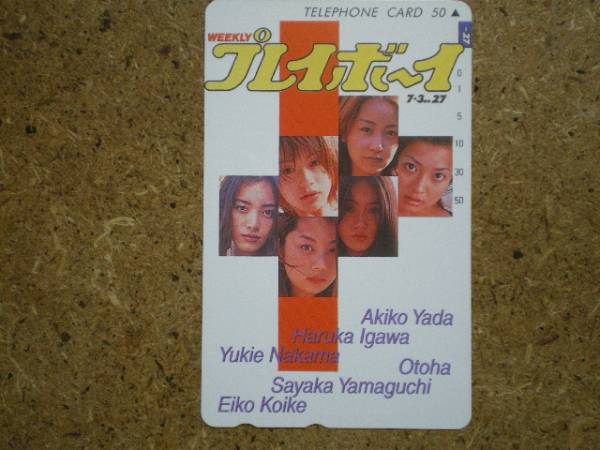 TELEPHONE CARD 50 ▲
WEEKLY
プレイボーイ
7・3 No.27
0
1
5
10
30
50
Akiko Yada
Haruka Igawa
Yukie Nakama
Otoha
Sayaka Yamaguchi
Eiko Koike